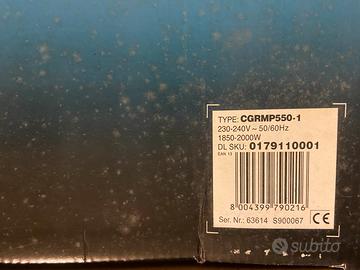 TYPE: CGRMP550-1
230-240V ~ 50/60Hz
1850-2000W
DL SKU: 0179110001
EAN 13
8 004399 790216
Ser. Nr.: 63614 S900067
CE
subito